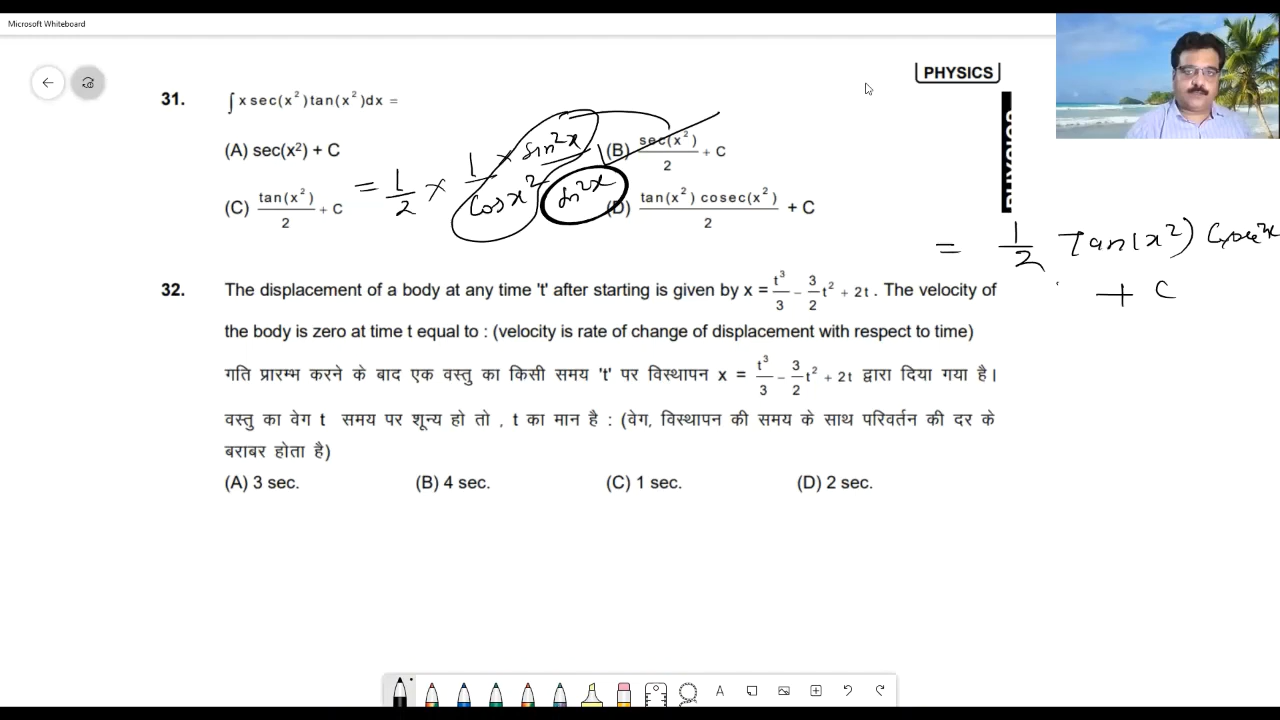 Microsoft Whiteboard
PHYSICS
31. ∫ x sec(x²)tan(x²)dx =
(A) sec(x²) + C
(B) sec(x²)/2 + C
= 1/2 × 1/cos x² × sin²x/sin²x
(C) tan(x²)/2 + C
(D) tan(x²) cosec(x²)/2 + C
= 1/2 Tan(x²) Cosec²x
+ C
32. The displacement of a body at any time 't' after starting is given by x = t³/3 − 3/2 t² + 2t . The velocity of
the body is zero at time t equal to : (velocity is rate of change of displacement with respect to time)
गति प्रारम्भ करने के बाद एक वस्तु का किसी समय 't' पर विस्थापन x = t³/3 − 3/2 t² + 2t द्वारा दिया गया है।
वस्तु का वेग t समय पर शून्य हो तो , t का मान है : (वेग, विस्थापन की समय के साथ परिवर्तन की दर के
बराबर होता है)
(A) 3 sec. (B) 4 sec. (C) 1 sec. (D) 2 sec.
A